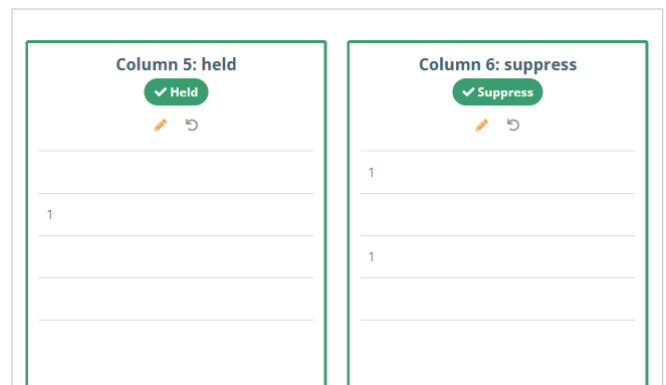 Column 5: held
Held
1
Column 6: suppress
Suppress
1
1